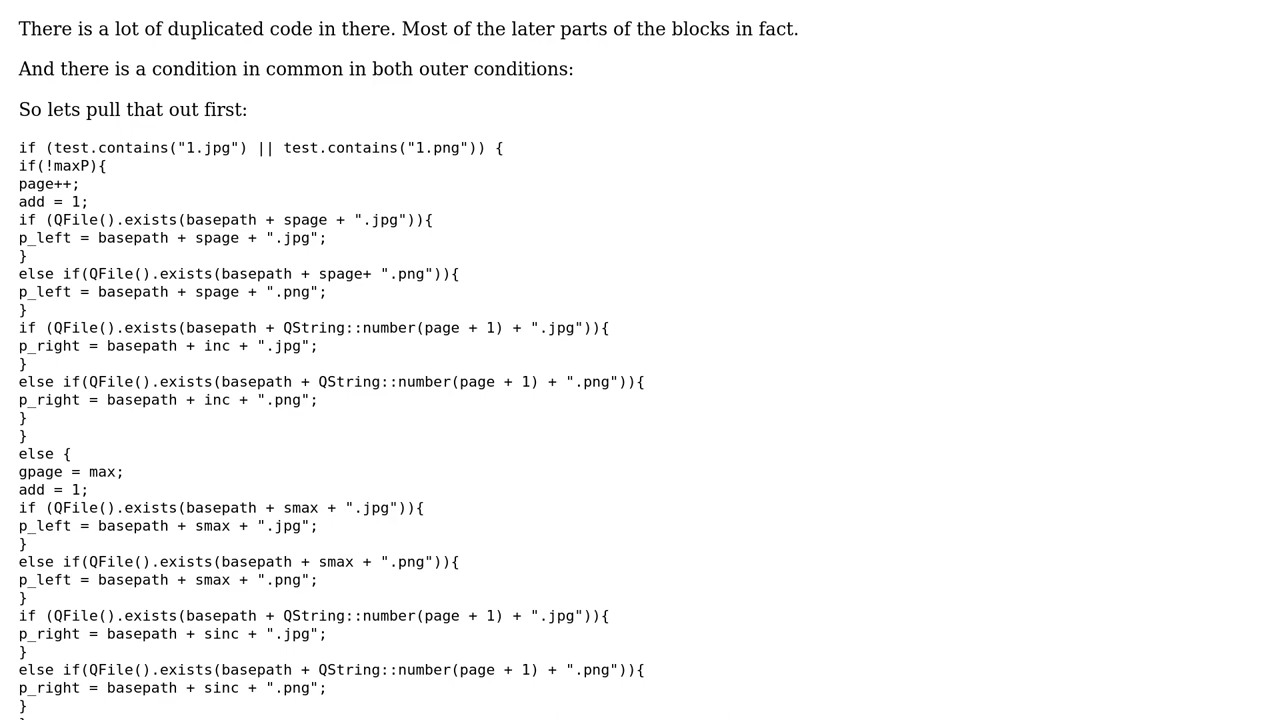 There is a lot of duplicated code in there. Most of the later parts of the blocks in fact.
And there is a condition in common in both outer conditions:
So lets pull that out first:
if (test.contains("1.jpg") || test.contains("1.png")) {
if(!maxP){
page++;
add = 1;
if (QFile().exists(basepath + spage + ".jpg")){
p_left = basepath + spage + ".jpg";
}
else if(QFile().exists(basepath + spage+ ".png")){
p_left = basepath + spage + ".png";
}
if (QFile().exists(basepath + QString::number(page + 1) + ".jpg")){
p_right = basepath + inc + ".jpg";
}
else if(QFile().exists(basepath + QString::number(page + 1) + ".png")){
p_right = basepath + inc + ".png";
}
}
else {
gpage = max;
add = 1;
if (QFile().exists(basepath + smax + ".jpg")){
p_left = basepath + smax + ".jpg";
}
else if(QFile().exists(basepath + smax + ".png")){
p_left = basepath + smax + ".png";
}
if (QFile().exists(basepath + QString::number(page + 1) + ".jpg")){
p_right = basepath + sinc + ".jpg";
}
else if(QFile().exists(basepath + QString::number(page + 1) + ".png")){
p_right = basepath + sinc + ".png";
}